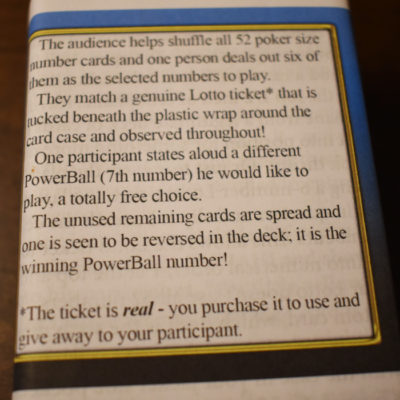 The audience helps shuffle all 52 poker size
number cards and one person deals out six of
them as the selected numbers to play.
They match a genuine Lotto ticket* that is
tucked beneath the plastic wrap around the
card case and observed throughout!
One participant states aloud a different
PowerBall (7th number) he would like to
play, a totally free choice.
The unused remaining cards are spread and
one is seen to be reversed in the deck; it is the
winning PowerBall number!
*The ticket is real - you purchase it to use and
give away to your participant.